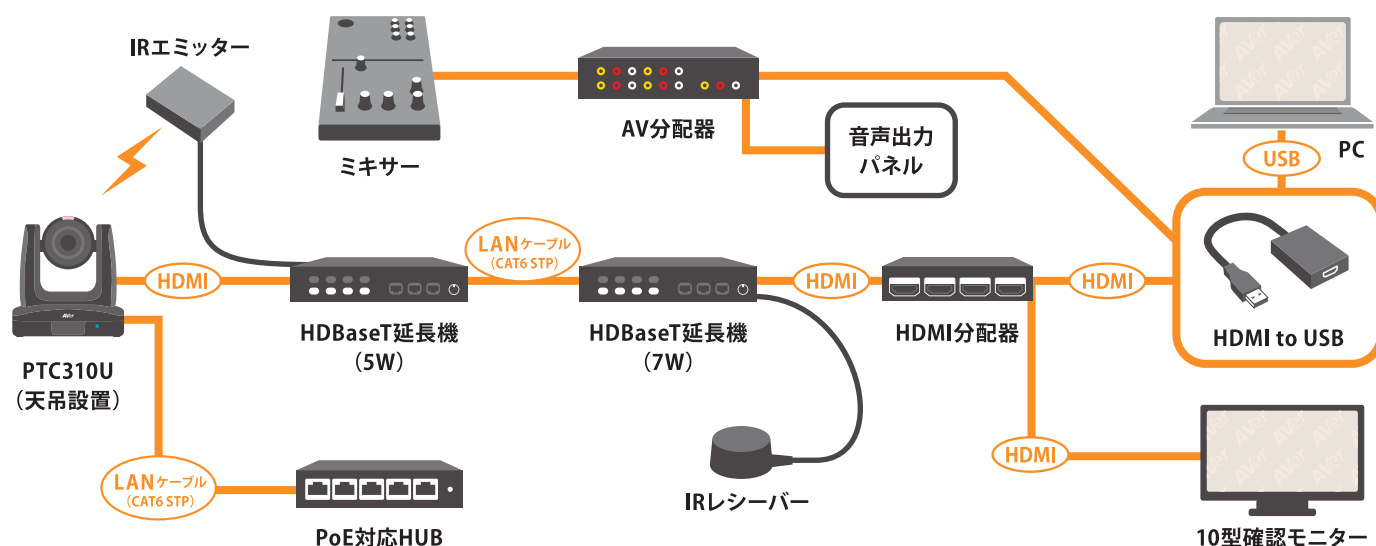 IRエミッター
ミキサー
AV分配器
音声出力
パネル
PC
USB
HDMI to USB
PTC310U
（天吊設置）
AVer
HDMI
HDBaseT延長機
（5W）
LANケーブル
（CAT6 STP）
HDBaseT延長機
（7W）
HDMI
HDMI分配器
HDMI
HDMI
LANケーブル
（CAT6 STP）
PoE対応HUB
IRレシーバー
10型確認モニター